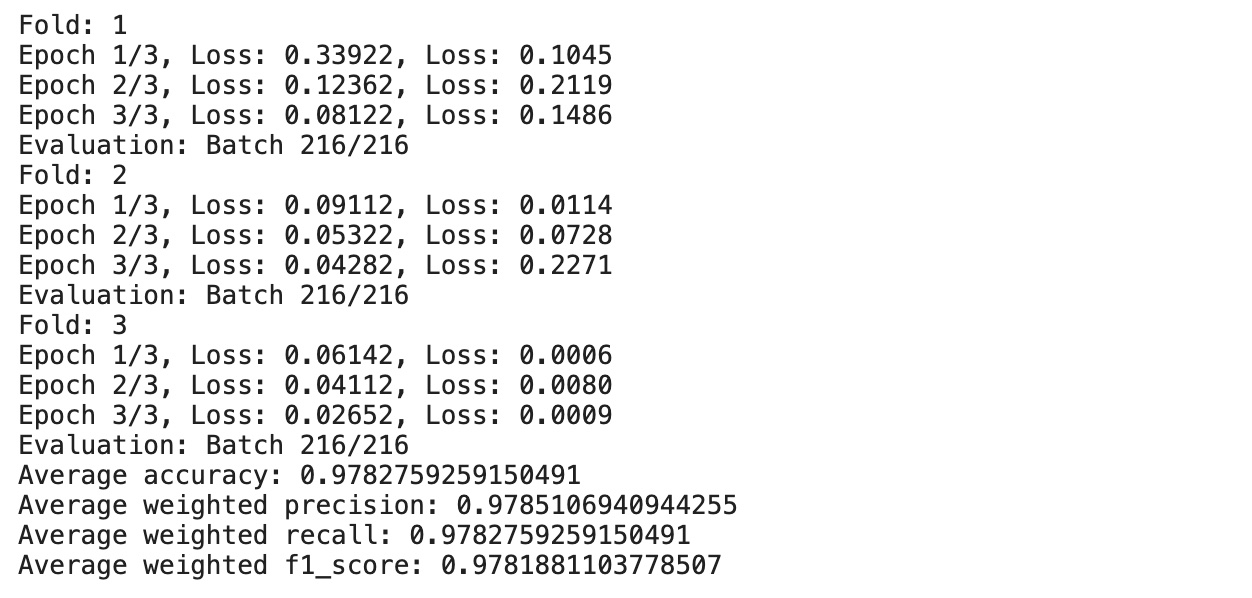 Fold: 1
Epoch 1/3, Loss: 0.33922, Loss: 0.1045
Epoch 2/3, Loss: 0.12362, Loss: 0.2119
Epoch 3/3, Loss: 0.08122, Loss: 0.1486
Evaluation: Batch 216/216
Fold: 2
Epoch 1/3, Loss: 0.09112, Loss: 0.0114
Epoch 2/3, Loss: 0.05322, Loss: 0.0728
Epoch 3/3, Loss: 0.04282, Loss: 0.2271
Evaluation: Batch 216/216
Fold: 3
Epoch 1/3, Loss: 0.06142, Loss: 0.0006
Epoch 2/3, Loss: 0.04112, Loss: 0.0080
Epoch 3/3, Loss: 0.02652, Loss: 0.0009
Evaluation: Batch 216/216
Average accuracy: 0.9782759259150491
Average weighted precision: 0.9785106940944255
Average weighted recall: 0.9782759259150491
Average weighted f1_score: 0.9781881103778507